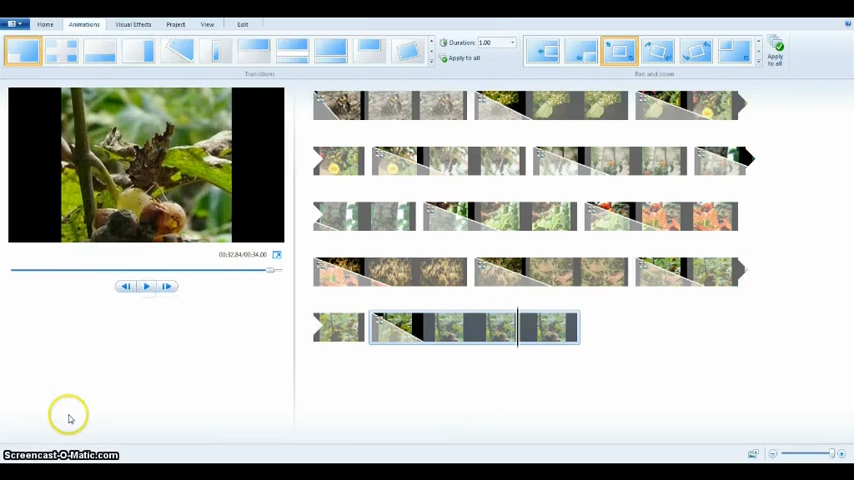 Home Animations Visual Effects Project View Edit
Duration: 1.00
Apply to all
Apply to all
Transitions
Pan and zoom
00:32.84/00:34.00
Screencast-O-Matic.com